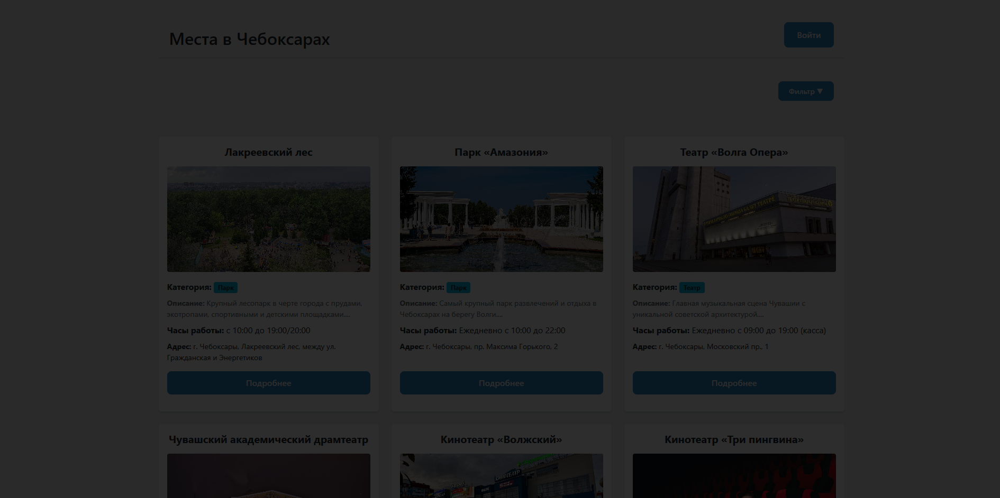 Места в Чебоксарах
Войти
Фильтр ▼
Лакреевский лес
Категория: Парк
Описание: Крупный лесопарк в черте города с прудами,
экотропами, спортивными и детскими площадками....
Часы работы: с 10:00 до 19:00/20:00
Адрес: г. Чебоксары, Лакреевский лес, между ул.
Гражданская и Энергетиков
Подробнее
Парк «Амазония»
Категория: Парк
Описание: Самый крупный парк развлечений и отдыха в
Чебоксарах на берегу Волги....
Часы работы: Ежедневно с 10:00 до 22:00
Адрес: г. Чебоксары, пр. Максима Горького, 2
Подробнее
Театр «Волга Опера»
Категория: Театр
Описание: Главная музыкальная сцена Чувашии с
уникальной советской архитектурой....
Часы работы: Ежедневно с 09:00 до 19:00 (касса)
Адрес: г. Чебоксары, Московский пр., 1
Подробнее
Чувашский академический драмтеатр
Кинотеатр «Волжский»
КИНОТЕАТР
Кинотеатр «Три пингвина»